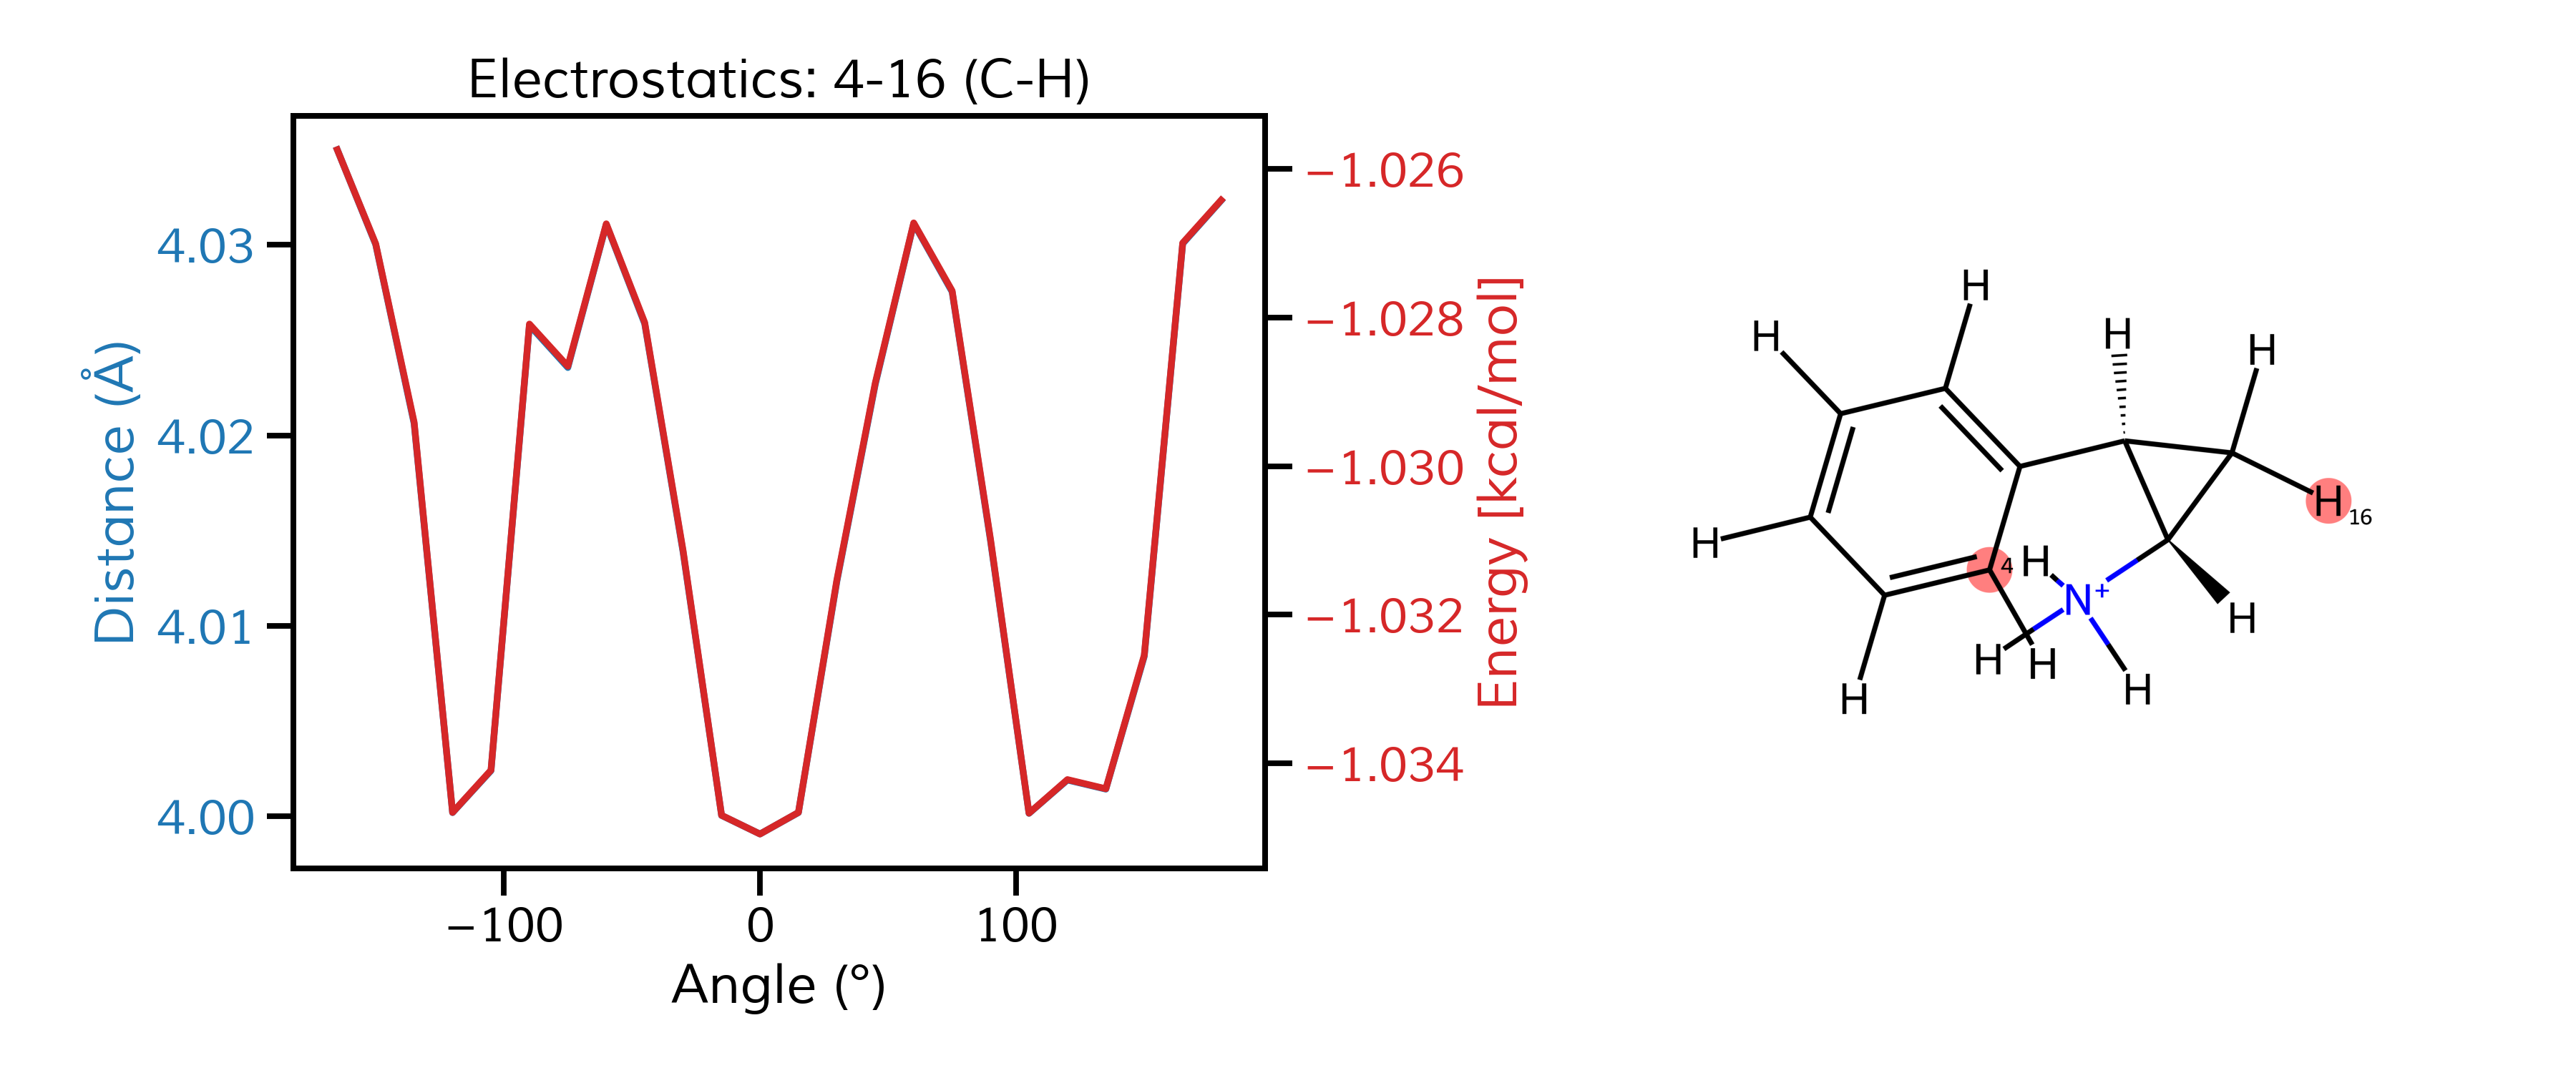 Electrostatics: 4-16 (C-H)
Distance (Å)
4.03
4.02
4.01
4.00
−100
0
100
Angle (°)
−1.026
−1.028
−1.030
−1.032
−1.034
Energy [kcal/mol]
H
H
H
H
H
H
16
4
H
N+
H
H
H
H
H